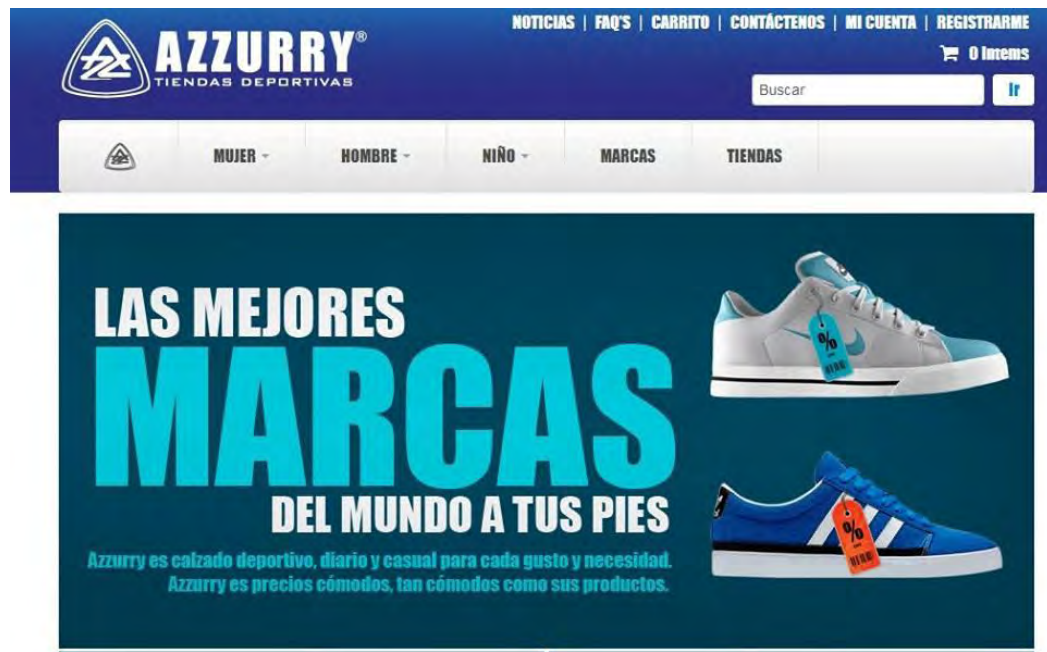 NOTICIAS | FAQ'S | CARRITO | CONTÁCTENOS | MI CUENTA | REGISTRARME
AZZURRY®
TIENDAS DEPORTIVAS
0 Intems
Buscar
Ir
MUJER
HOMBRE
NIÑO
MARCAS
TIENDAS
LAS MEJORES
MARCAS
DEL MUNDO A TUS PIES
Azzurry es calzado deportivo, diario y casual para cada gusto y necesidad.
Azzurry es precios cómodos, tan cómodos como sus productos.
%
%